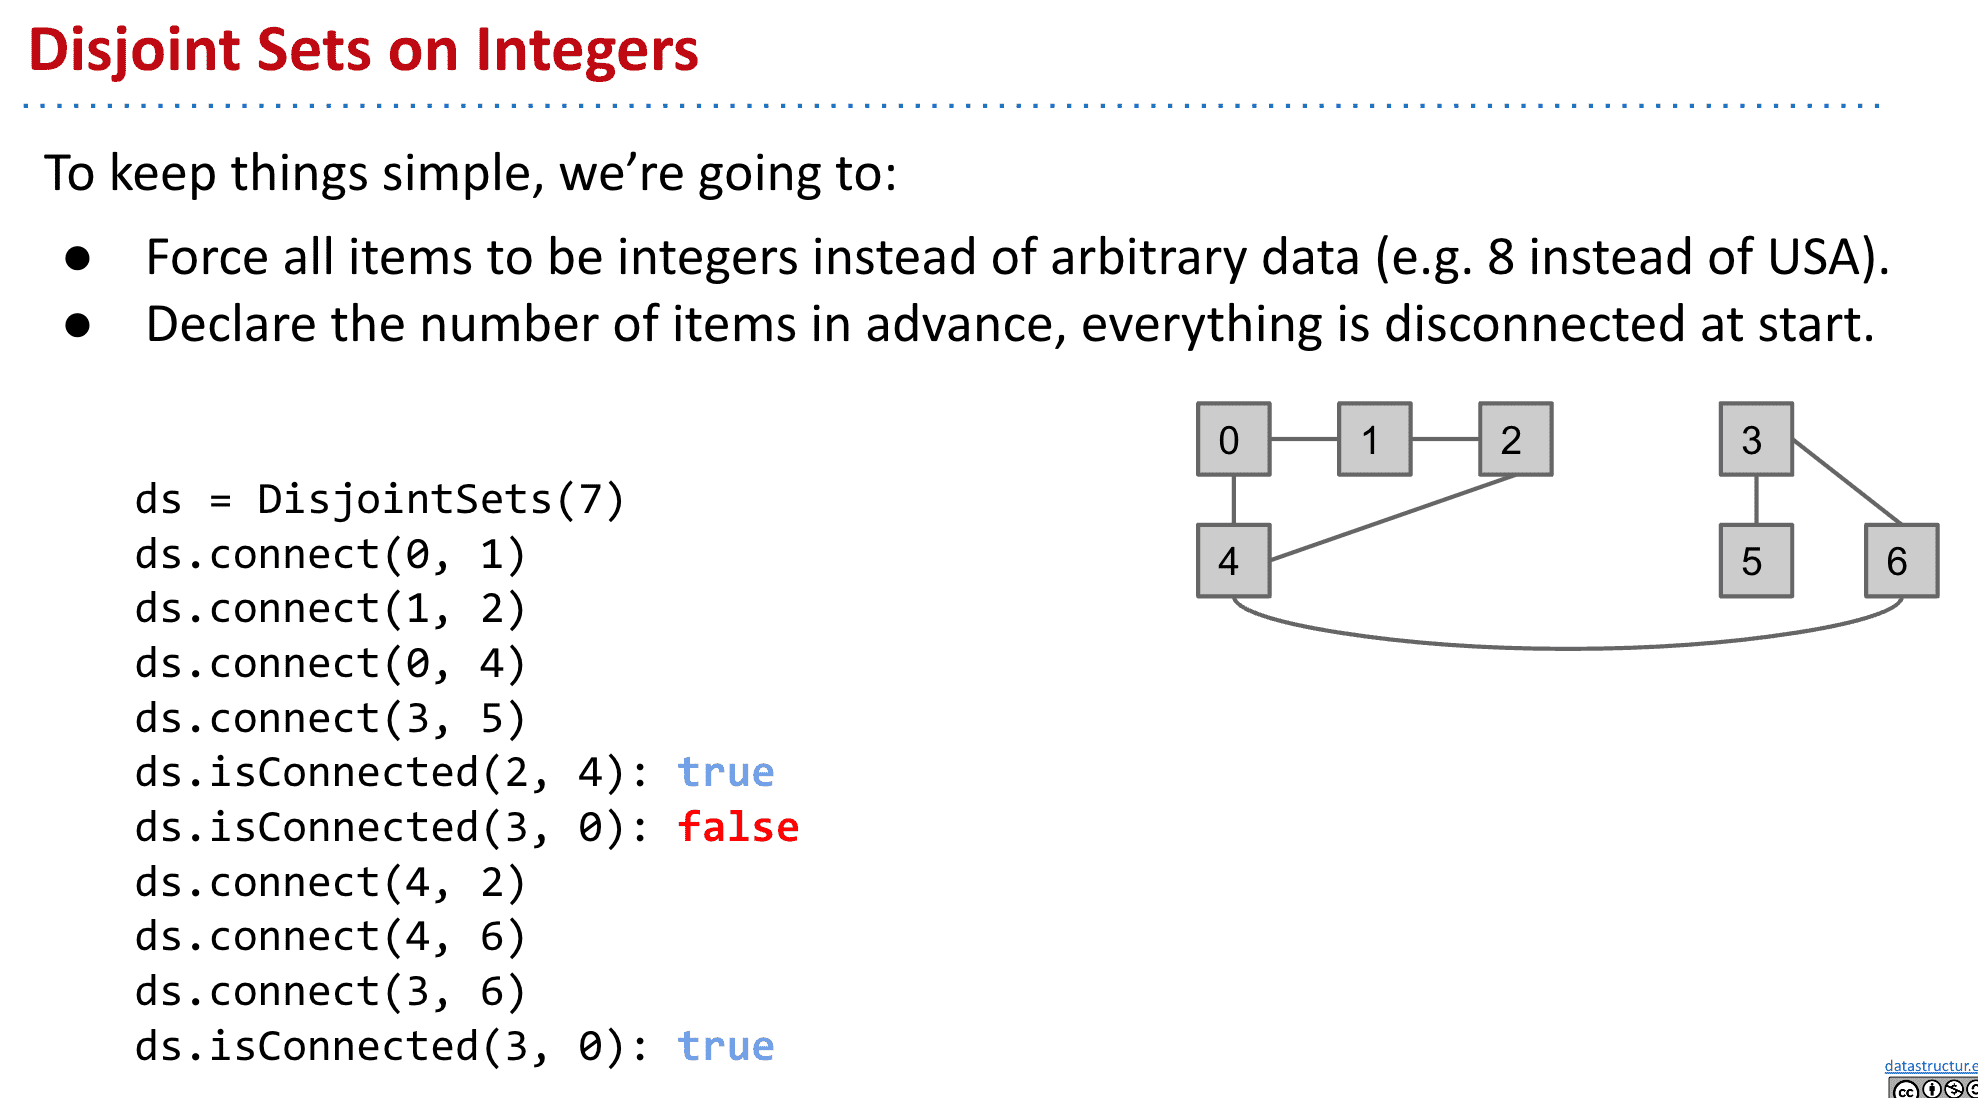 Disjoint Sets on Integers
To keep things simple, we’re going to:
● Force all items to be integers instead of arbitrary data (e.g. 8 instead of USA).
● Declare the number of items in advance, everything is disconnected at start.
0 1 2 3
4 5 6
ds = DisjointSets(7)
ds.connect(0, 1)
ds.connect(1, 2)
ds.connect(0, 4)
ds.connect(3, 5)
ds.isConnected(2, 4): true
ds.isConnected(3, 0): false
ds.connect(4, 2)
ds.connect(4, 6)
ds.connect(3, 6)
ds.isConnected(3, 0): true
datastructur.e
cc